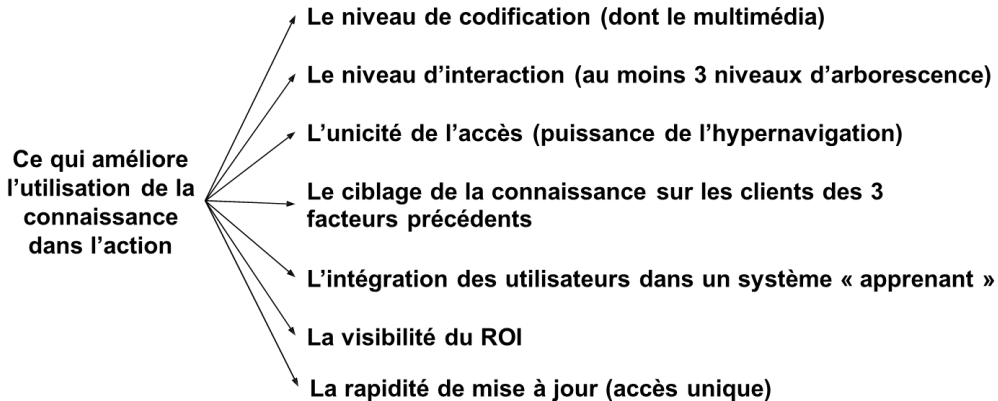 Le niveau de codification (dont le multimédia)
Le niveau d’interaction (au moins 3 niveaux d’arborescence)
L’unicité de l’accès (puissance de l’hypernavigation)
Ce qui améliore
l’utilisation de la
connaissance
dans l’action
Le ciblage de la connaissance sur les clients des 3
facteurs précédents
L’intégration des utilisateurs dans un système « apprenant »
La visibilité du ROI
La rapidité de mise à jour (accès unique)